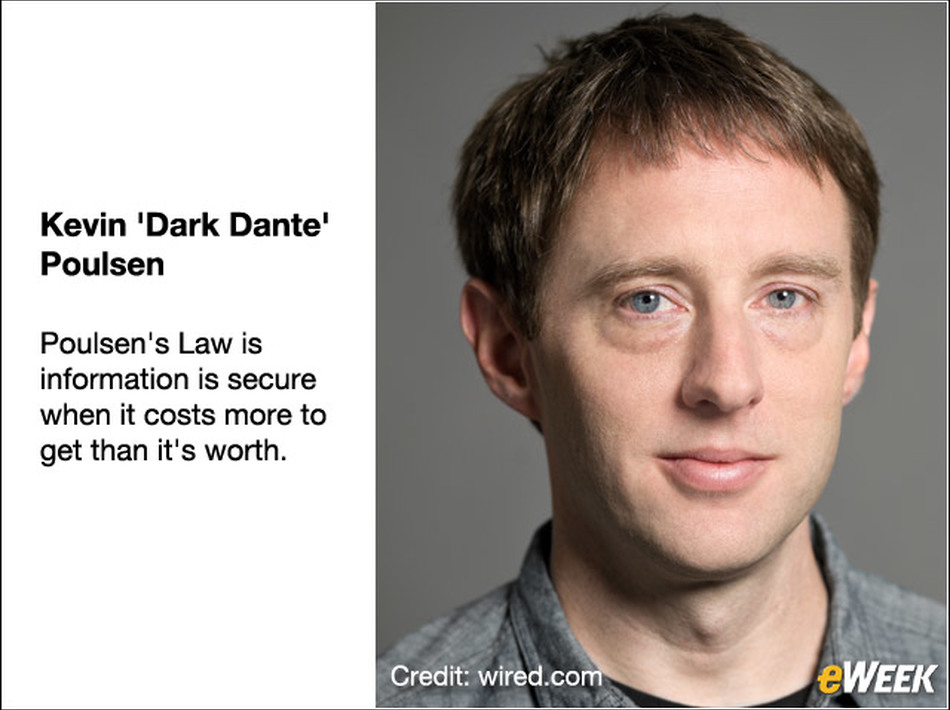 Kevin 'Dark Dante'
Poulsen
Poulsen's Law is
information is secure
when it costs more to
get than it's worth.
Credit: wired.com
eWEEK